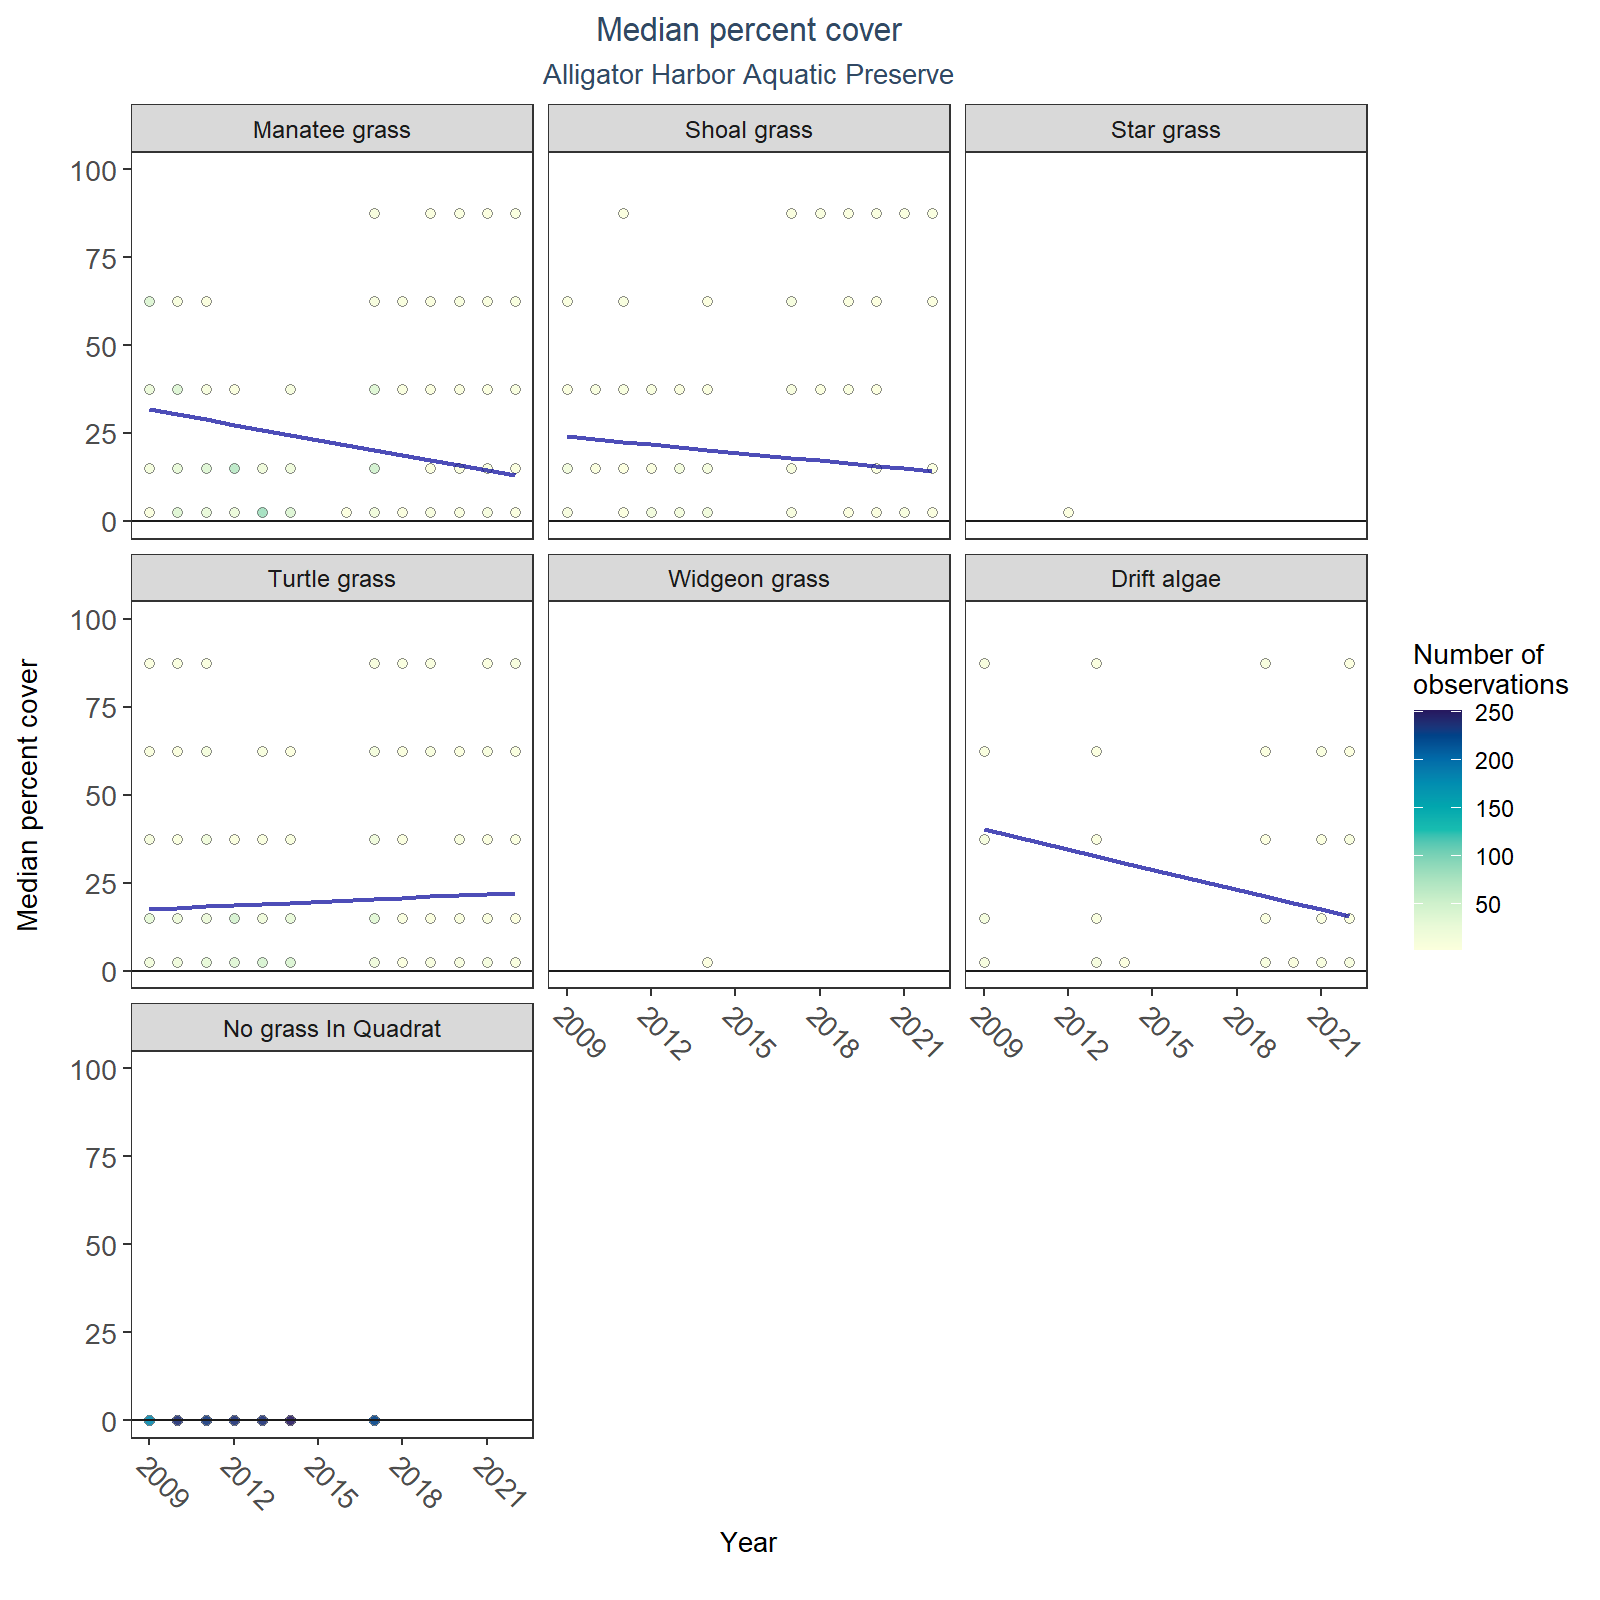 Median percent cover
Alligator Harbor Aquatic Preserve
Manatee grass
Shoal grass
Star grass
100
75
50
25
0
Turtle grass
Widgeon grass
Drift algae
100
75
50
25
0
2009
2012
2015
2018
2021
2009
2012
2015
2018
2021
No grass In Quadrat
100
75
50
25
0
2009
2012
2015
2018
2021
Median percent cover
Year
Number of
observations
250
200
150
100
50